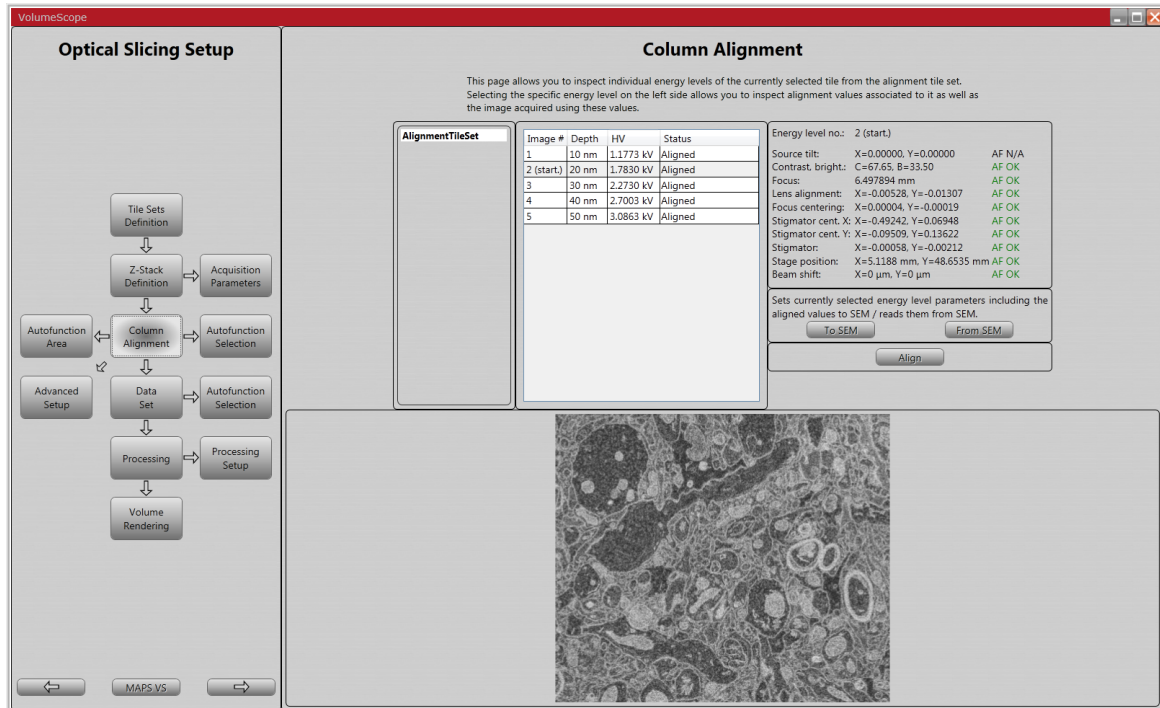 VolumeScope
Optical Slicing Setup
Tile Sets
Definition
Z-Stack
Definition
Acquisition
Parameters
Autofunction
Area
Column
Alignment
Autofunction
Selection
Advanced
Setup
Data
Set
Autofunction
Selection
Processing
Processing
Setup
Volume
Rendering
MAPS VS
Column Alignment
This page allows you to inspect individual energy levels of the currently selected tile from the alignment tile set.
Selecting the specific energy level on the left side allows you to inspect alignment values associated to it as well as
the image acquired using these values.
AlignmentTileSet
Image # Depth HV Status
1 10 nm 1.1773 kV Aligned
2 (start.) 20 nm 1.7830 kV Aligned
3 30 nm 2.2730 kV Aligned
4 40 nm 2.7003 kV Aligned
5 50 nm 3.0863 kV Aligned
Energy level no.: 2 (start.)
Source tilt: X=0.00000, Y=0.00000 AF N/A
Contrast, bright.: C=67.65, B=33.50 AF OK
Focus: 6.497894 mm AF OK
Lens alignment: X=-0.00528, Y=-0.01307 AF OK
Focus centering: X=0.00004, Y=-0.00019 AF OK
Stigmator cent. X: X=-0.49242, Y=0.06948 AF OK
Stigmator cent. Y: X=-0.09509, Y=0.13622 AF OK
Stigmator: X=-0.00058, Y=-0.00212 AF OK
Stage position: X=5.1188 mm, Y=48.6535 mm AF OK
Beam shift: X=0 µm, Y=0 µm AF OK
Sets currently selected energy level parameters including the
aligned values to SEM / reads them from SEM.
To SEM From SEM
Align